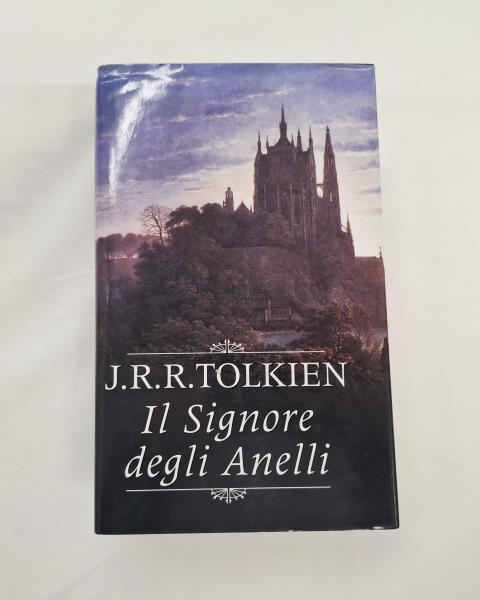 J.R.R.TOLKIEN
Il Signore
degli Anelli